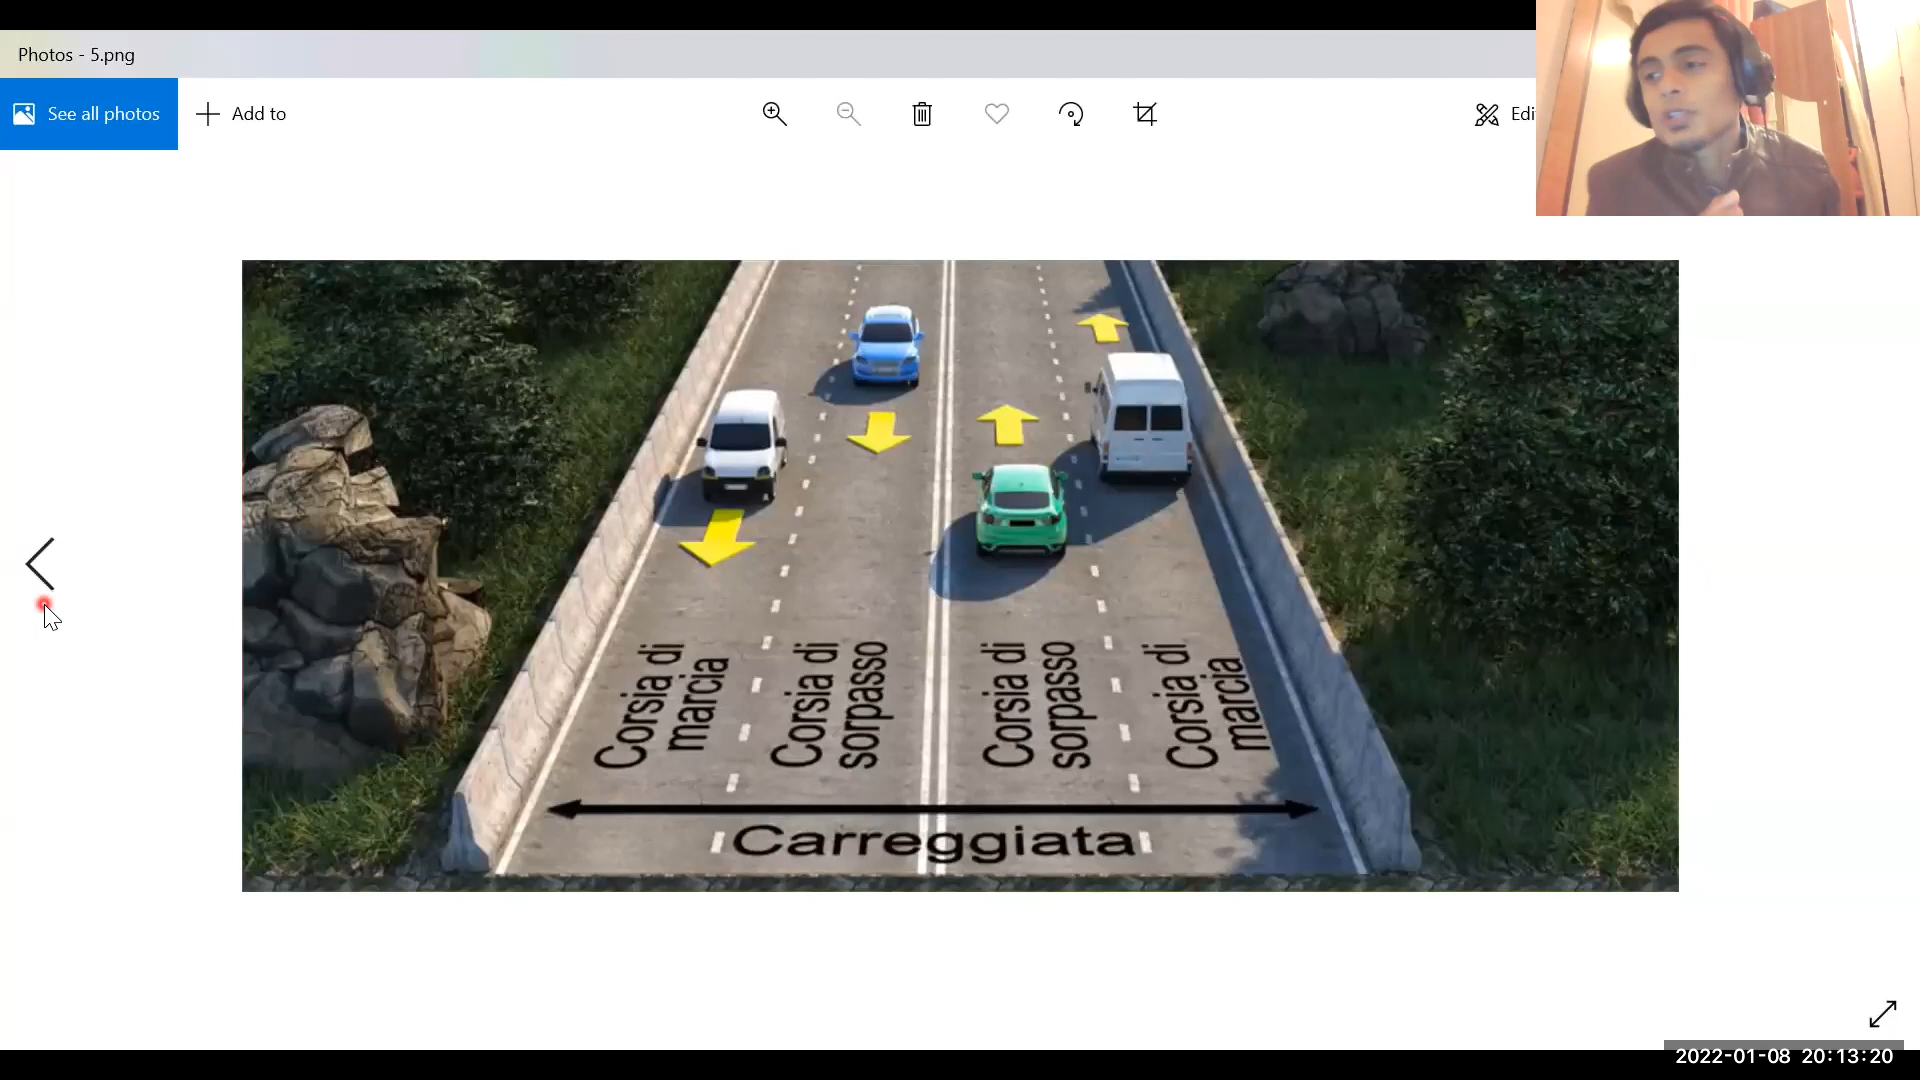 Photos - 5.png
See all photos
Add to
Edi
Corsia di
marcia
Corsia di
sorpasso
Corsia di
sorpasso
Corsia di
marcia
Carreggiata
2022-01-08 20:13:20